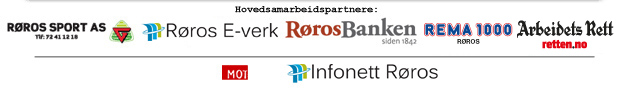 Hovedsamarbeidspartnere:
RØROS SPORT AS
Tlf: 72 41 12 18
Røros E-verk
RørosBanken
siden 1842
REMA 1000
RØROS
Arbeidets Rett
retten.no
MOT
Infonett Røros